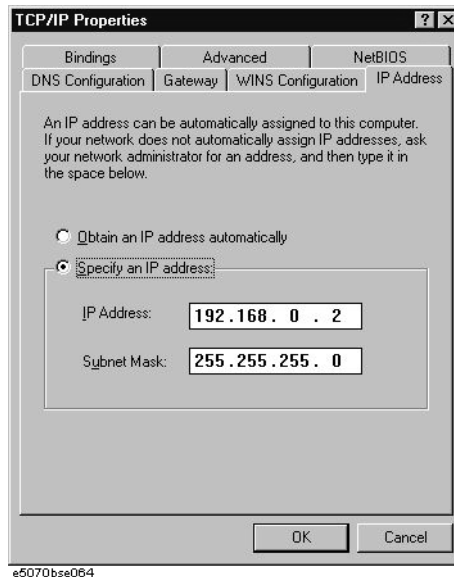 TCP/IP Properties
? X
Bindings Advanced NetBIOS
DNS Configuration Gateway WINS Configuration IP Address
An IP address can be automatically assigned to this computer.
If your network does not automatically assign IP addresses, ask
your network administrator for an address, and then type it in
the space below.
Obtain an IP address automatically
Specify an IP address:
IP Address: 192.168. 0 . 2
Subnet Mask: 255.255.255. 0
OK Cancel
e5070bse064